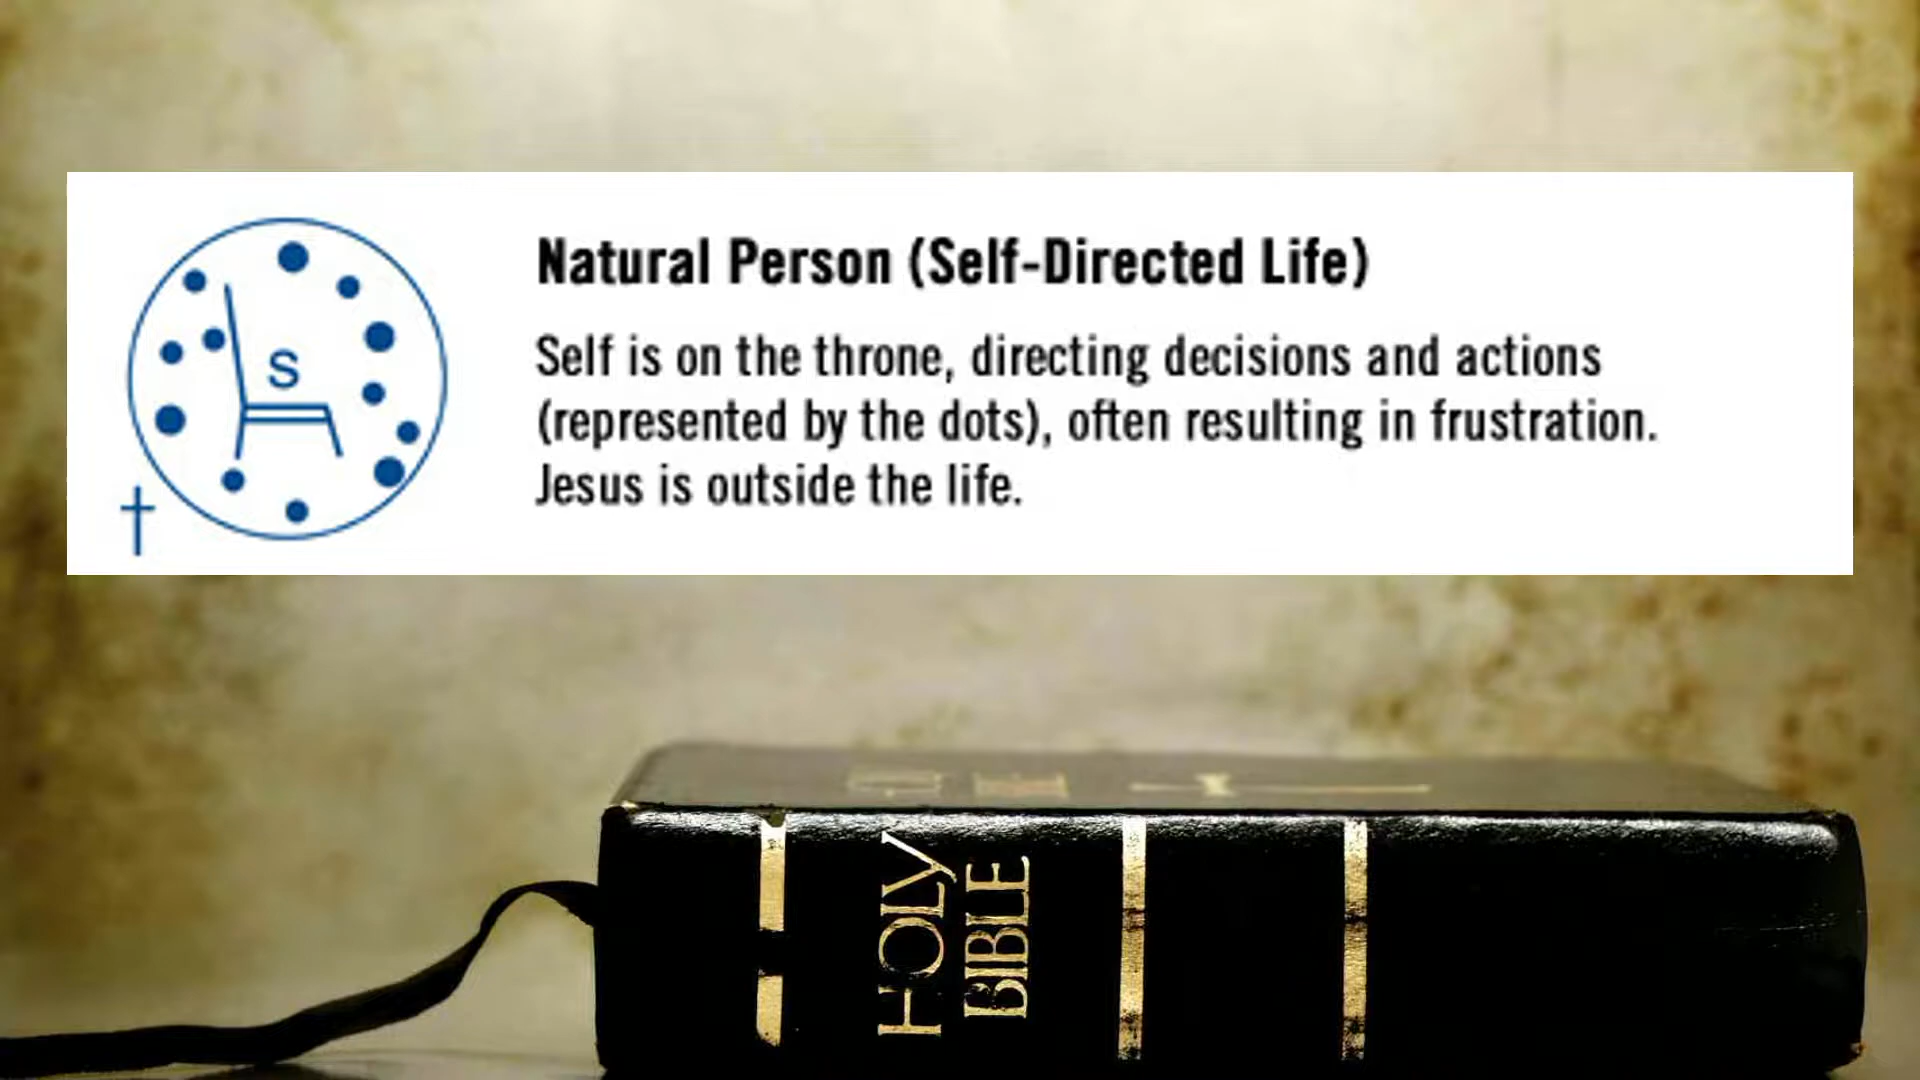 S
Natural Person (Self-Directed Life)
Self is on the throne, directing decisions and actions
(represented by the dots), often resulting in frustration.
Jesus is outside the life.
HOLY
BIBLE